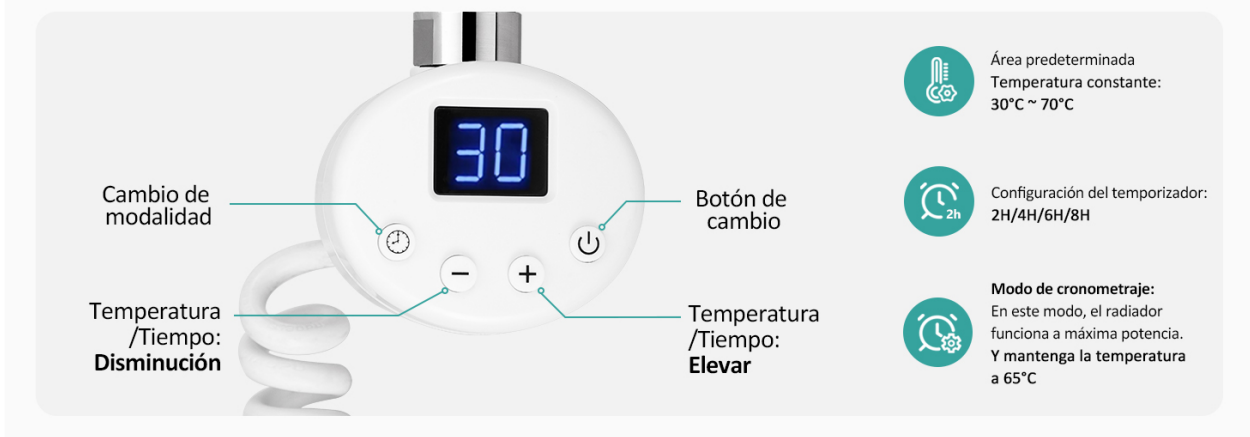 30
Cambio de
modalidad
Botón de
cambio
Temperatura
/Tiempo:
Disminución
Temperatura
/Tiempo:
Elevar
Área predeterminada
Temperatura constante:
30°C ~ 70°C
2h
Configuración del temporizador:
2H/4H/6H/8H
Modo de cronometraje:
En este modo, el radiador
funciona a máxima potencia.
Y mantenga la temperatura
a 65°C